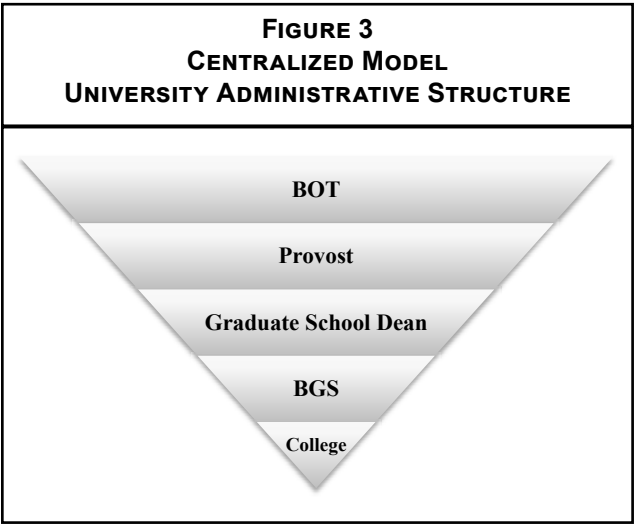 FIGURE 3
CENTRALIZED MODEL
UNIVERSITY ADMINISTRATIVE STRUCTURE
BOT
Provost
Graduate School Dean
BGS
College